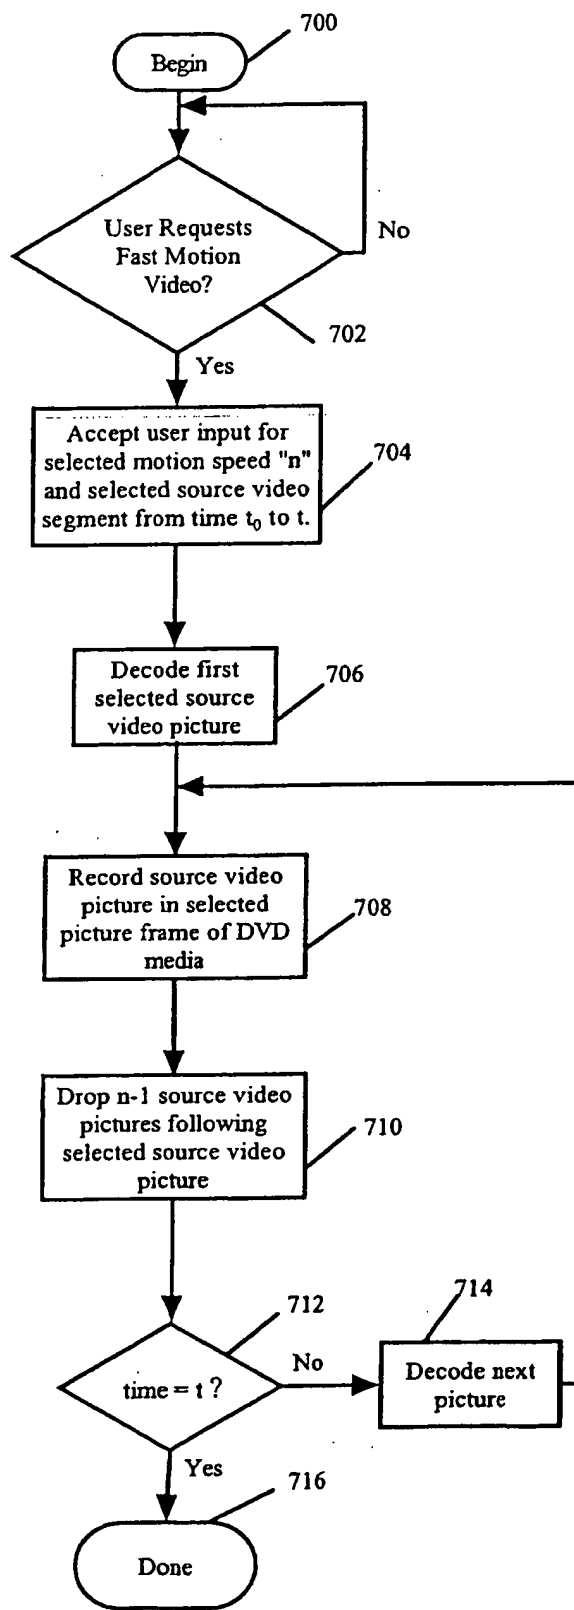 700
Begin
User Requests
Fast Motion
Video?
No
702
Yes
Accept user input for
selected motion speed "n"
and selected source video
segment from time t₀ to t.
704
Decode first
selected source
video picture
706
Record source video
picture in selected
picture frame of DVD
media
708
Drop n-1 source video
pictures following
selected source video
picture
710
712
714
time = t ?
No
Decode next
picture
Yes
716
Done